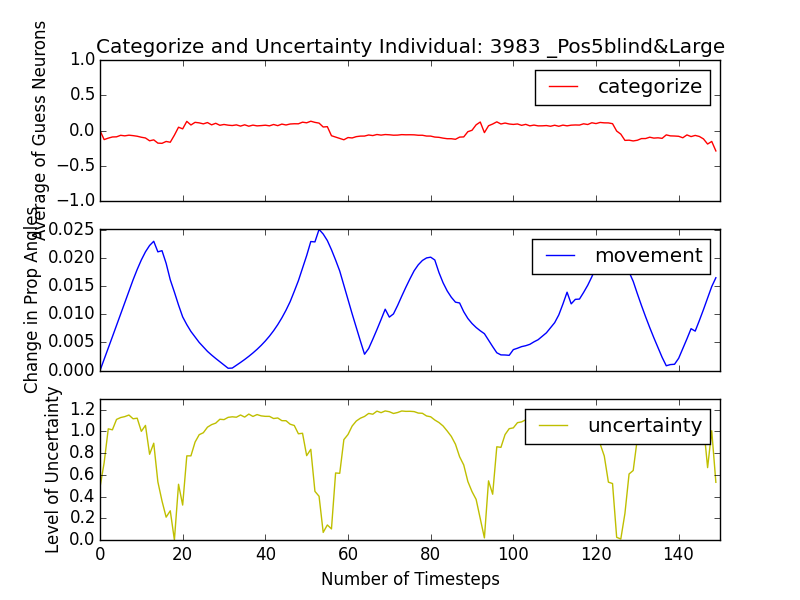 Categorize and Uncertainty Individual: 3983 _Pos5blind&Large
Average of Guess Neurons
1.0
0.5
0.0
−0.5
−1.0
categorize
Change in Prop Angles
0.025
0.020
0.015
0.010
0.005
0.000
movement
Level of Uncertainty
1.2
1.0
0.8
0.6
0.4
0.2
0.0
uncertainty
0 20 40 60 80 100 120 140
Number of Timesteps